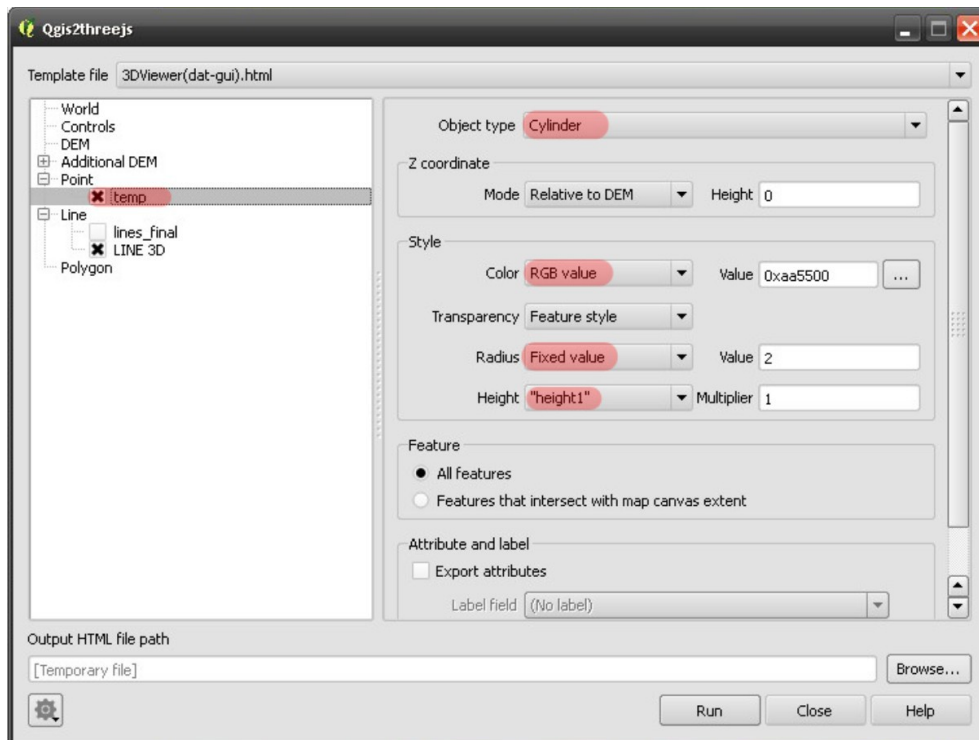 Qgis2threejs
Template file 3DViewer(dat-gui).html
World
Controls
DEM
Additional DEM
Point
temp
Line
lines_final
LINE 3D
Polygon
Object type Cylinder
Z coordinate
Mode Relative to DEM Height 0
Style
Color RGB value Value 0xaa5500 ...
Transparency Feature style
Radius Fixed value Value 2
Height "height1" Multiplier 1
Feature
All features
Features that intersect with map canvas extent
Attribute and label
Export attributes
Label field (No label)
Output HTML file path
[Temporary file] Browse...
Run Close Help